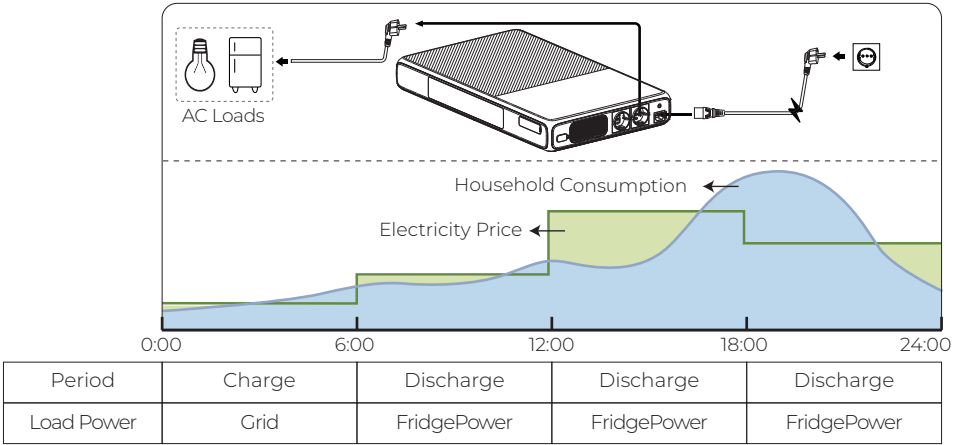 AC Loads
Household Consumption
Electricity Price
0:00 6:00 12:00 18:00 24:00
Period Charge Discharge Discharge Discharge
Load Power Grid FridgePower FridgePower FridgePower